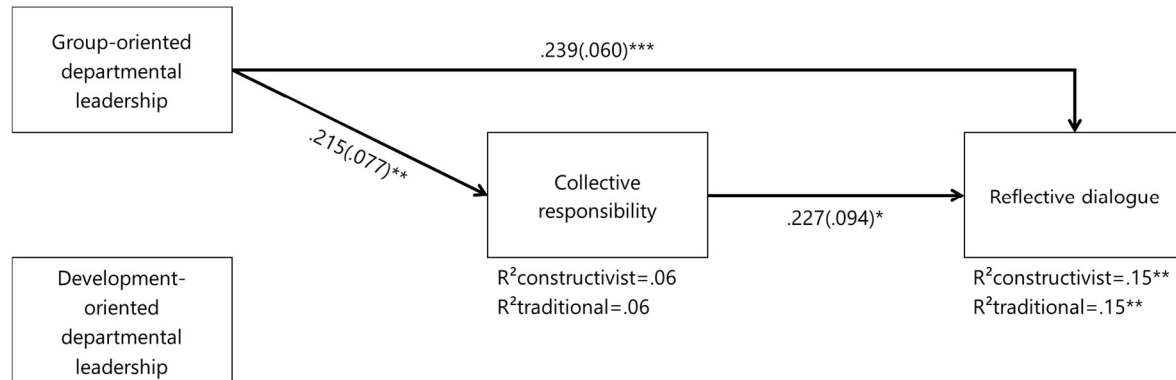 Group-oriented
departmental
leadership
.239(.060)***
.215(.077)**
Collective
responsibility
.227(.094)*
Reflective dialogue
R²constructivist=.06
R²traditional=.06
R²constructivist=.15**
R²traditional=.15**
Development-
oriented
departmental
leadership